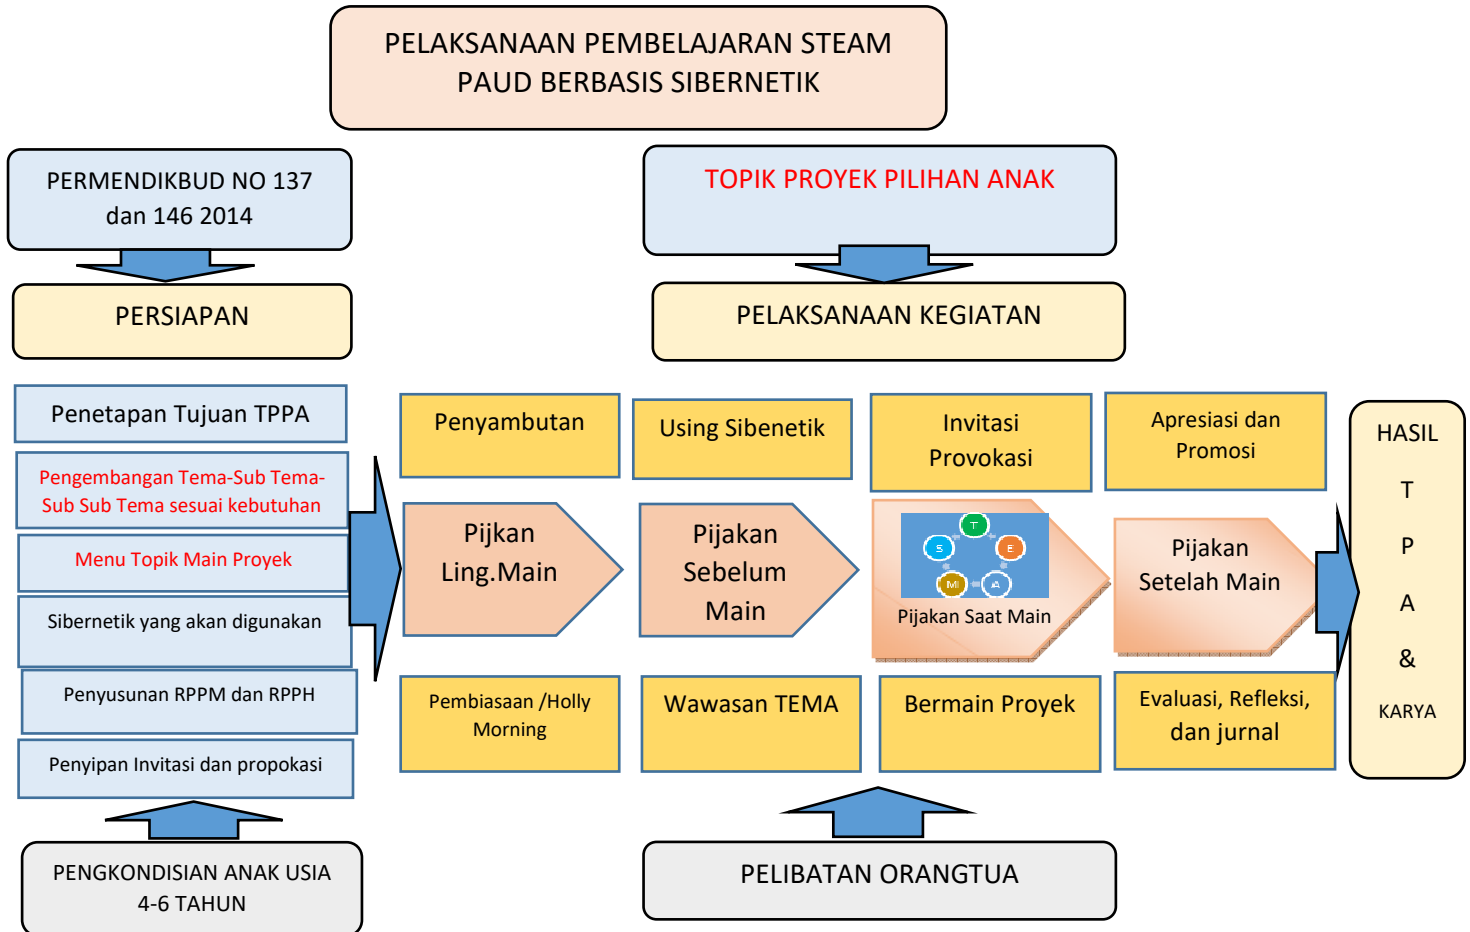 PELAKSANAAN PEMBELAJARAN STEAM
PAUD BERBASIS SIBERNETIK
PERMENDIKBUD NO 137
dan 146 2014
TOPIK PROYEK PILIHAN ANAK
PERSIAPAN
PELAKSANAAN KEGIATAN
Penetapan Tujuan TPPA
Pengembangan Tema-Sub Tema-
Sub Sub Tema sesuai kebutuhan
Menu Topik Main Proyek
Sibernetik yang akan digunakan
Penyusunan RPPM dan RPPH
Penyipan Invitasi dan propokasi
Penyambutan
Using Sibenetik
Invitasi
Provokasi
Apresiasi dan
Promosi
Pijkan
Ling.Main
Pijakan
Sebelum
Main
T
S
E
M
A
Pijakan Saat Main
Pijakan
Setelah Main
Pembiasaan /Holly
Morning
Wawasan TEMA
Bermain Proyek
Evaluasi, Refleksi,
dan jurnal
HASIL
T
P
A
&
KARYA
PENGKONDISIAN ANAK USIA
4-6 TAHUN
PELIBATAN ORANGTUA